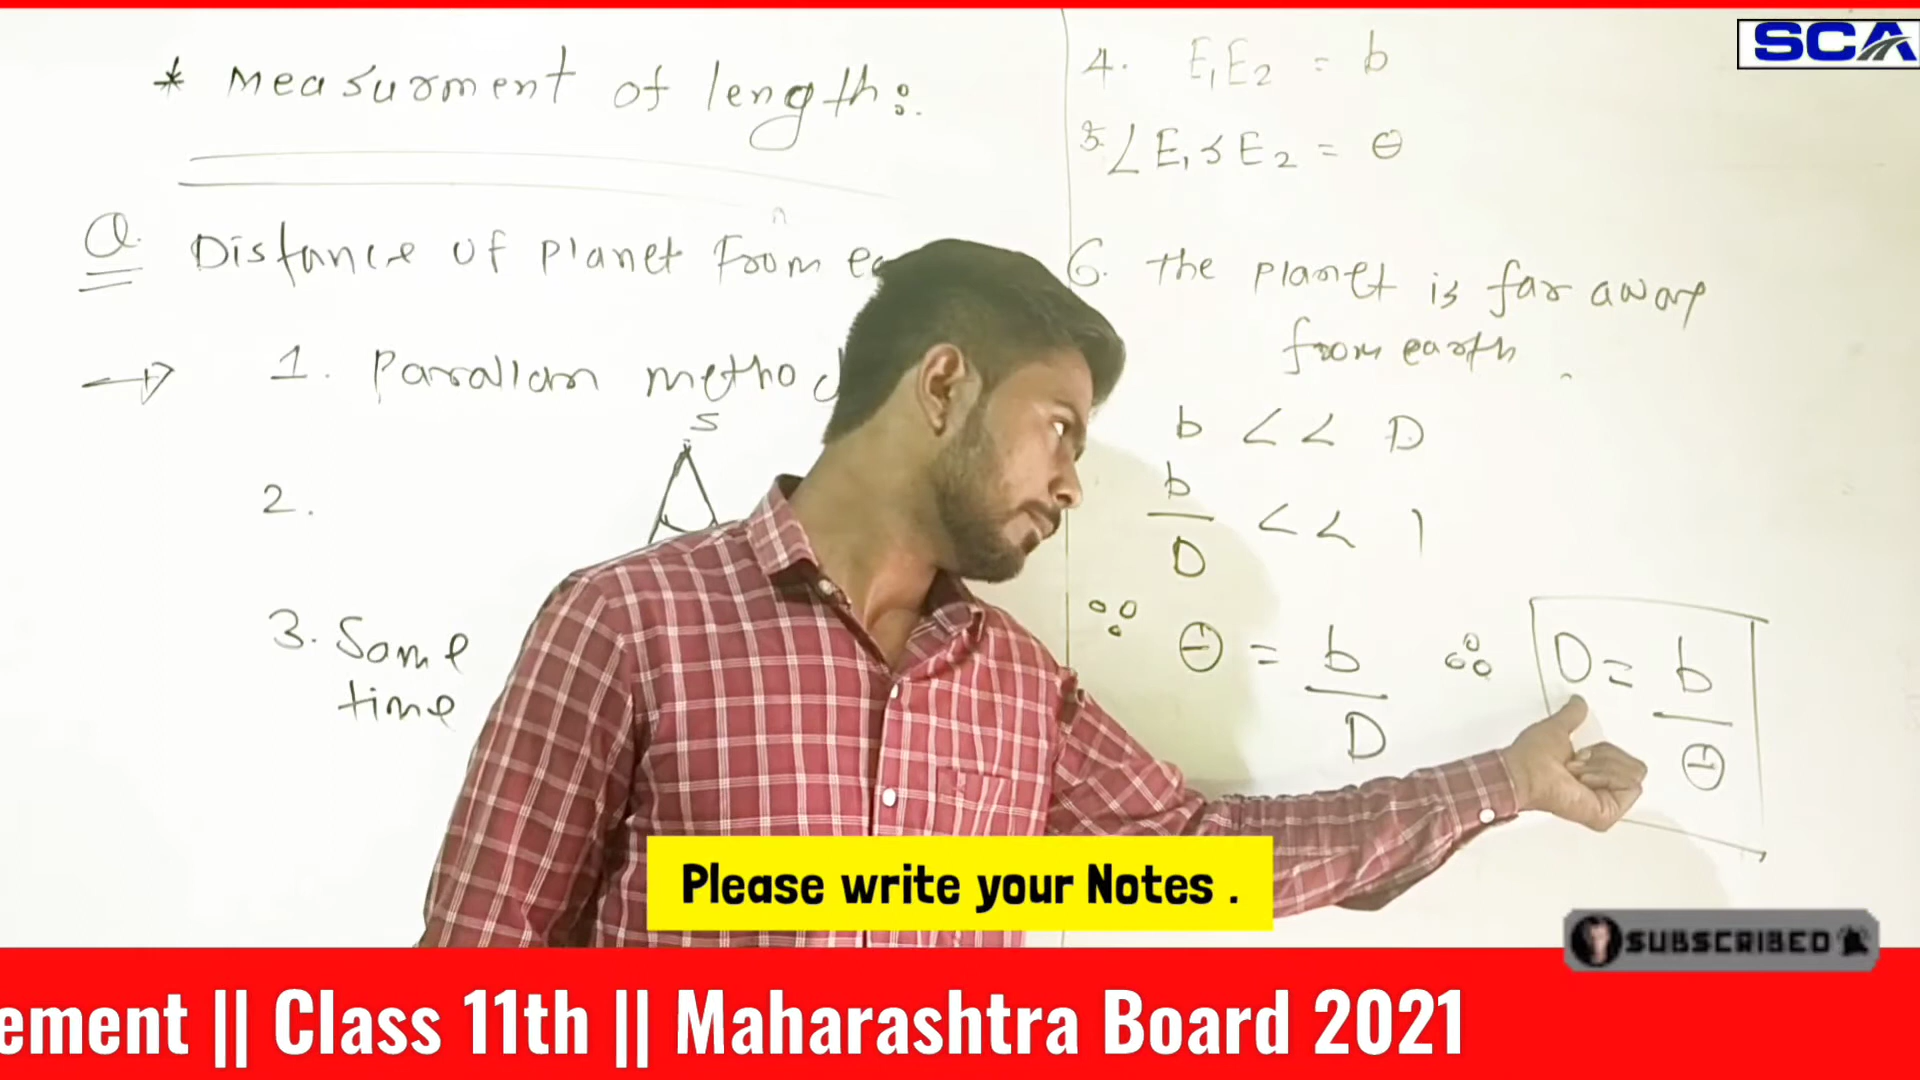 * measurment of length:
Q. Distance of planet From
→ 1. Parallax method
S
2.
3. Same
time
4. E₁E₂ = b
5. ∠E₁SE₂ = θ
6. the planet is far away
from earth.
b << D
b/D << 1
∵ θ = b/D ∴ D = b/θ
SCA
Please write your Notes .
SUBSCRIBED
ement || Class 11th || Maharashtra Board 2021